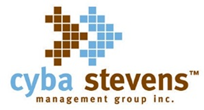 cyba stevens™
management group inc.